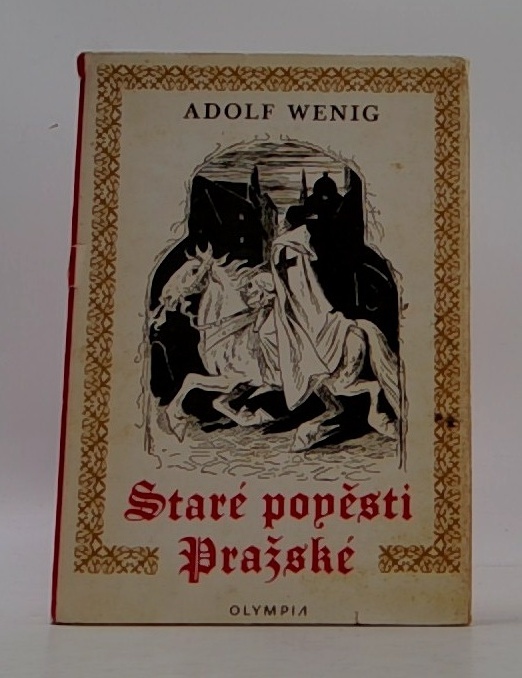 ADOLF WENIG
Staré pověsti
Pražské
OLYMPIA